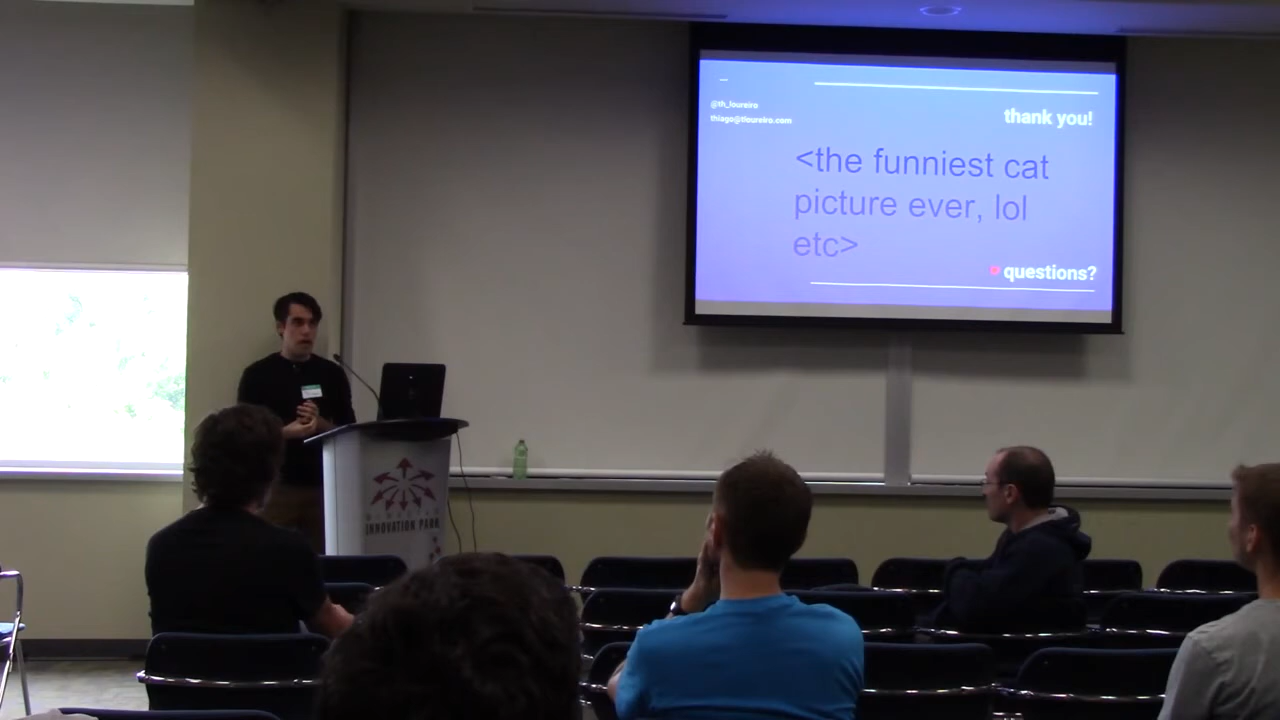 @th_loureiro
thiago@tloureiro.com
thank you!
<the funniest cat
picture ever, lol
etc>
questions?
INNOVATION PARK